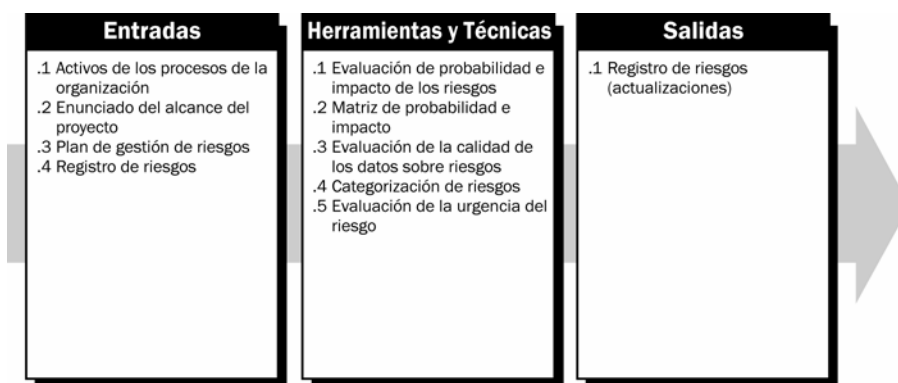 Entradas
.1 Activos de los procesos de la
organización
.2 Enunciado del alcance del
proyecto
.3 Plan de gestión de riesgos
.4 Registro de riesgos
Herramientas y Técnicas
.1 Evaluación de probabilidad e
impacto de los riesgos
.2 Matriz de probabilidad e
impacto
.3 Evaluación de la calidad de
los datos sobre riesgos
.4 Categorización de riesgos
.5 Evaluación de la urgencia del
riesgo
Salidas
.1 Registro de riesgos
(actualizaciones)